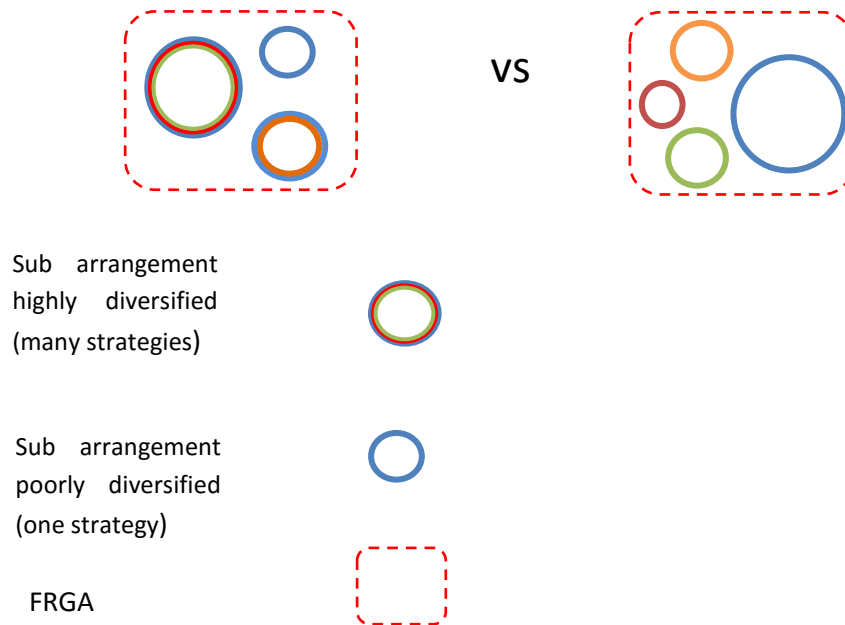 VS
Sub arrangement
highly diversified
(many strategies)
Sub arrangement
poorly diversified
(one strategy)
FRGA